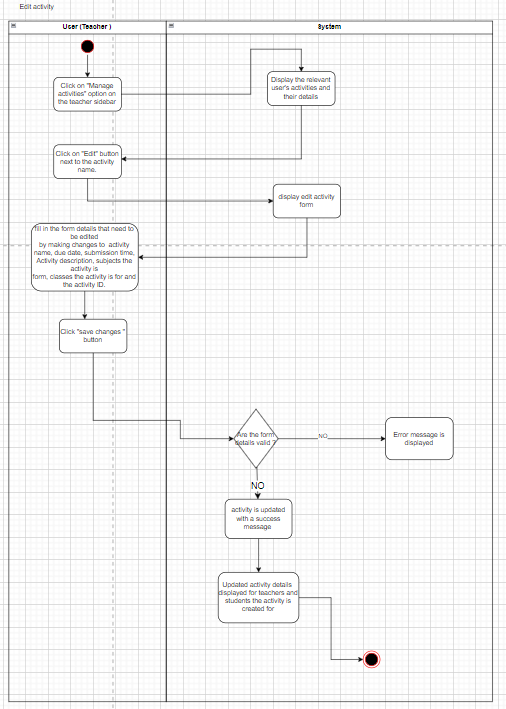 Edit activity
User (Teacher )
System
Click on "Manage
activities" option on
the teacher sidebar
Display the relevant
user's activities and
their details
Click on "Edit" button
next to the activity
name.
display edit activity
form
fill in the form details that need to
be edited
by making changes to activity
name, due date, submission time,
Activity description, subjects the
activity is
form, classes the activity is for and
the activity ID.
Click "save changes "
button
Are the form
details valid ?
NO
Error message is
displayed
NO
activity is updated
with a success
message
Updated activity details
displayed for teachers and
students the activity is
created for